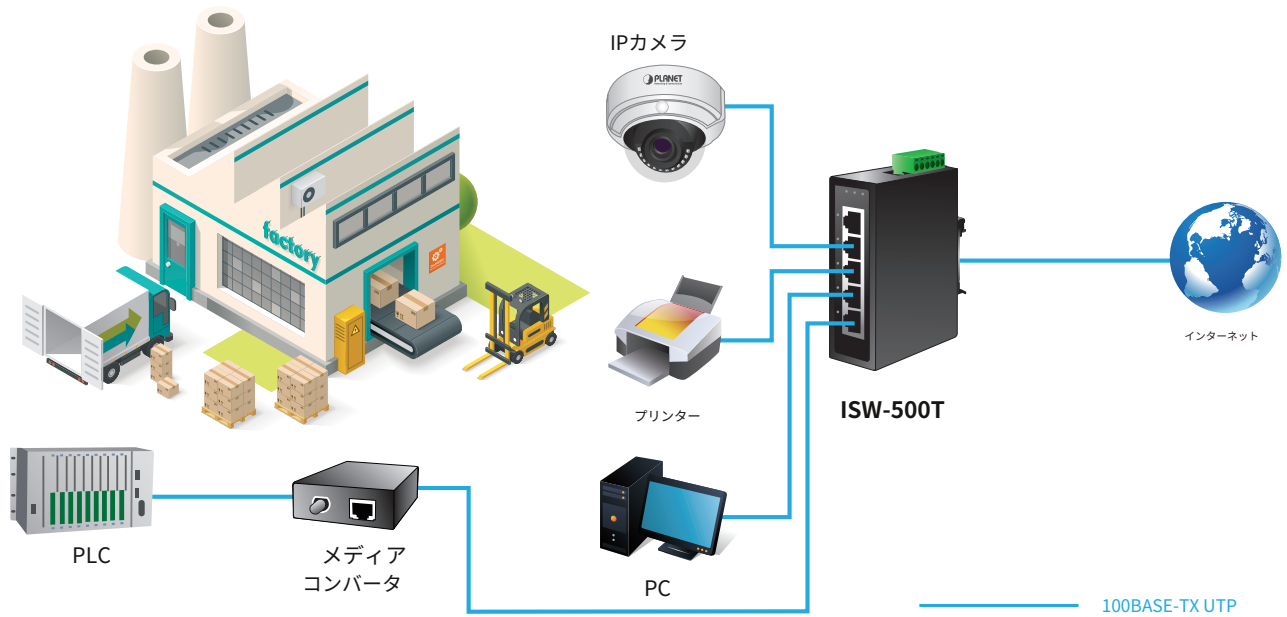 IPカメラ
PLANET
factory
インターネット
プリンター
ISW-500T
PLC
メディア
コンバータ
PC
100BASE-TX UTP